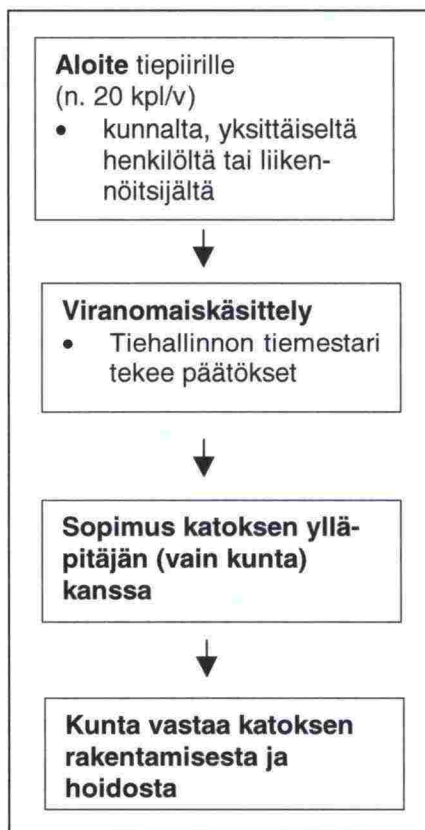 Aloite tiepiirille
(n. 20 kpl/v)
• kunnalta, yksittäiseltä
henkilöltä tai liiken-
nöitsijältä
Viranomaiskäsittely
• Tiehallinnon tiemestari
tekee päätökset
Sopimus katoksen yllä-
pitäjän (vain kunta)
kanssa
Kunta vastaa katoksen
rakentamisesta ja
hoidosta